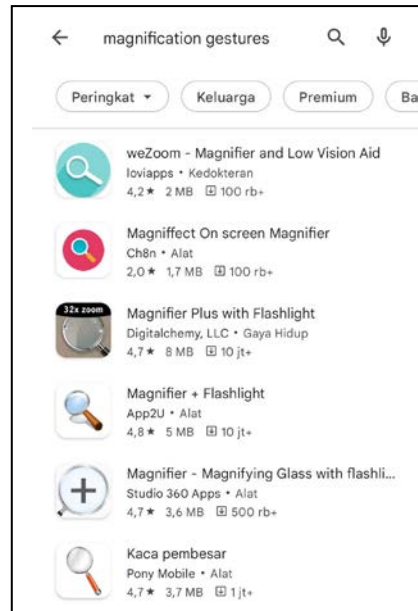 magnification gestures
Peringkat Keluarga Premium Ba
weZoom - Magnifier and Low Vision Aid
loviapps • Kedokteran
4,2★ 2 MB 100 rb+
Magniffect On screen Magnifier
Ch8n • Alat
2,0★ 1,7 MB 100 rb+
32x zoom
Magnifier Plus with Flashlight
Digitalchemy, LLC • Gaya Hidup
4,7★ 8 MB 10 jt+
Magnifier + Flashlight
App2U • Alat
4,8★ 5 MB 10 jt+
Magnifier - Magnifying Glass with flashli...
Studio 360 Apps • Alat
4,7★ 3,6 MB 500 rb+
Kaca pembesar
Pony Mobile • Alat
4,7★ 3,7 MB 1 jt+